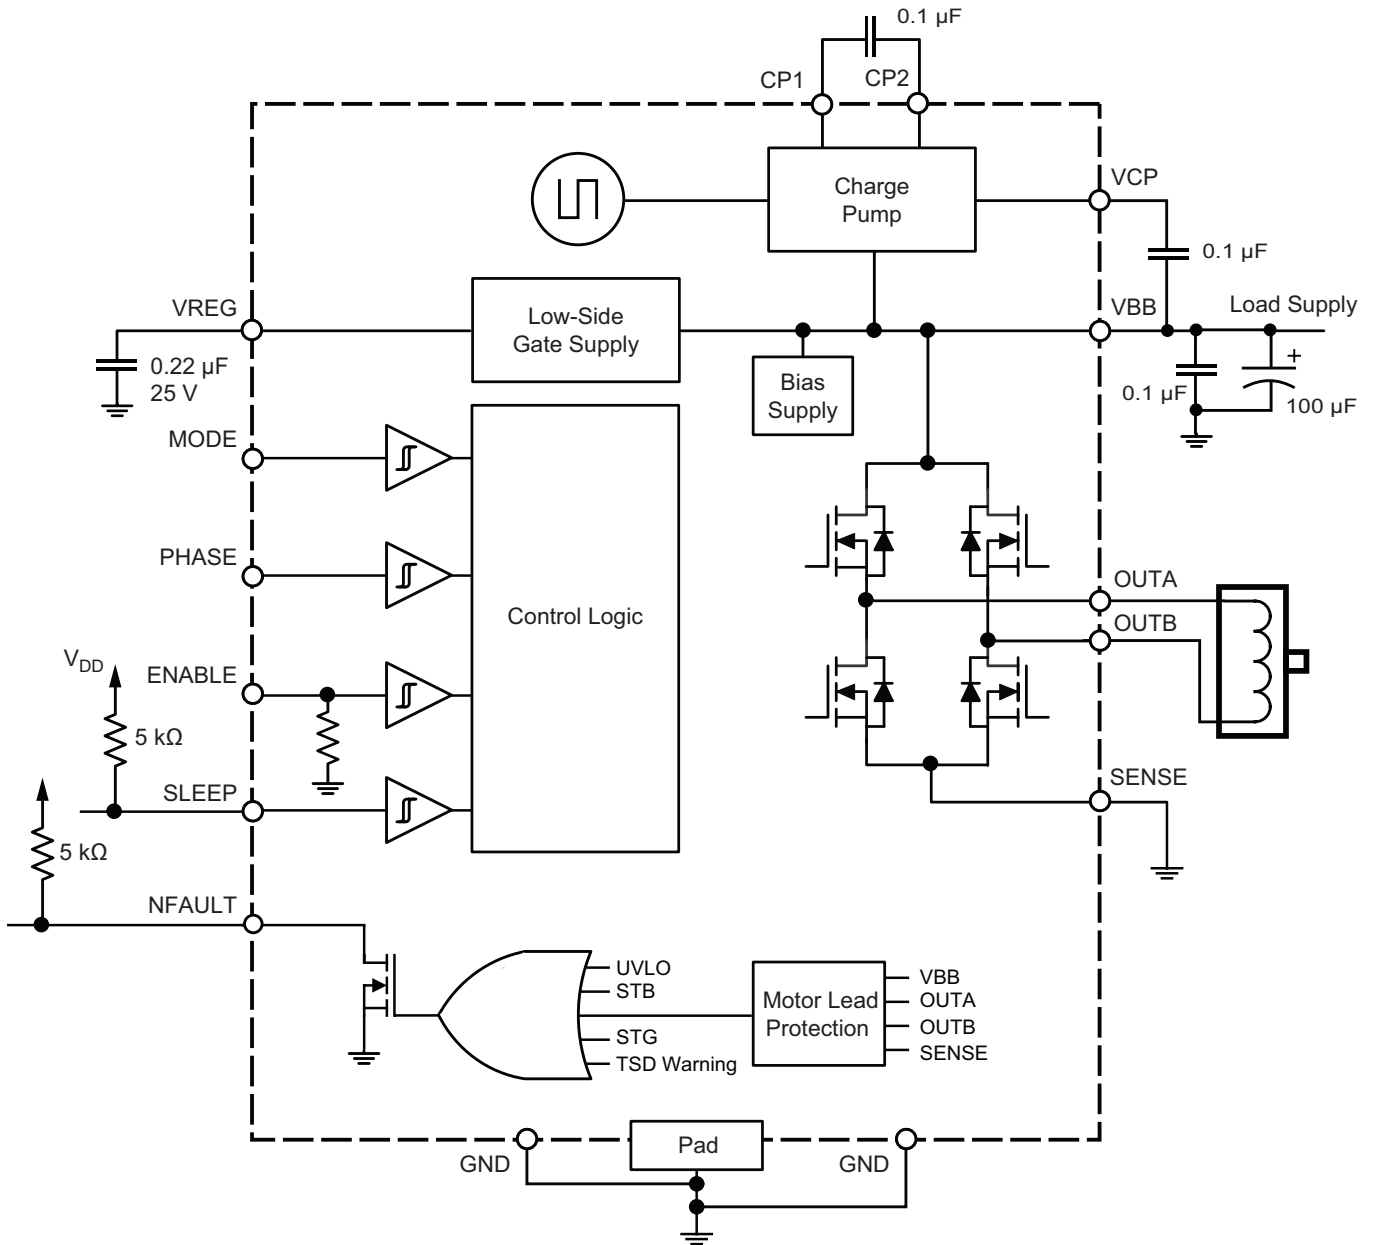 0.1 µF
CP1
CP2
Charge
Pump
VCP
0.1 µF
VREG
Low-Side
Gate Supply
VBB
Load Supply
0.22 µF
25 V
Bias
Supply
0.1 µF
+
100 µF
MODE
PHASE
Control Logic
OUTA
OUTB
VDD
ENABLE
5 kΩ
SLEEP
SENSE
5 kΩ
NFAULT
UVLO
STB
STG
TSD Warning
Motor Lead
Protection
VBB
OUTA
OUTB
SENSE
GND
Pad
GND